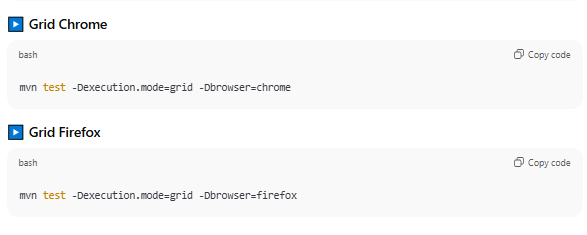 ▶ Grid Chrome
bash Copy code
mvn test -Dexecution.mode=grid -Dbrowser=chrome
▶ Grid Firefox
bash Copy code
mvn test -Dexecution.mode=grid -Dbrowser=firefox